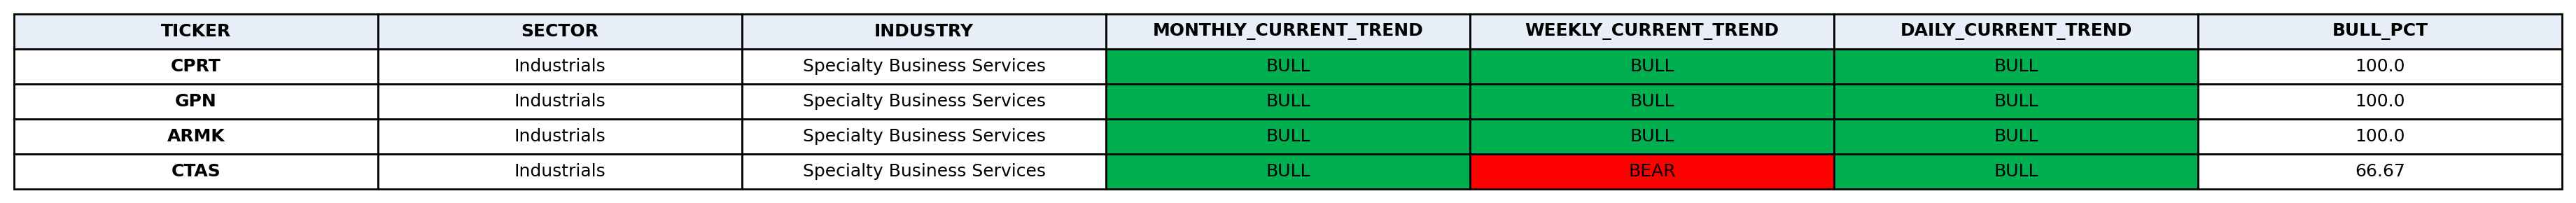 TICKER SECTOR INDUSTRY MONTHLY_CURRENT_TREND WEEKLY_CURRENT_TREND DAILY_CURRENT_TREND BULL_PCT
CPRT Industrials Specialty Business Services BULL BULL BULL 100.0
GPN Industrials Specialty Business Services BULL BULL BULL 100.0
ARMK Industrials Specialty Business Services BULL BULL BULL 100.0
CTAS Industrials Specialty Business Services BULL BEAR BULL 66.67